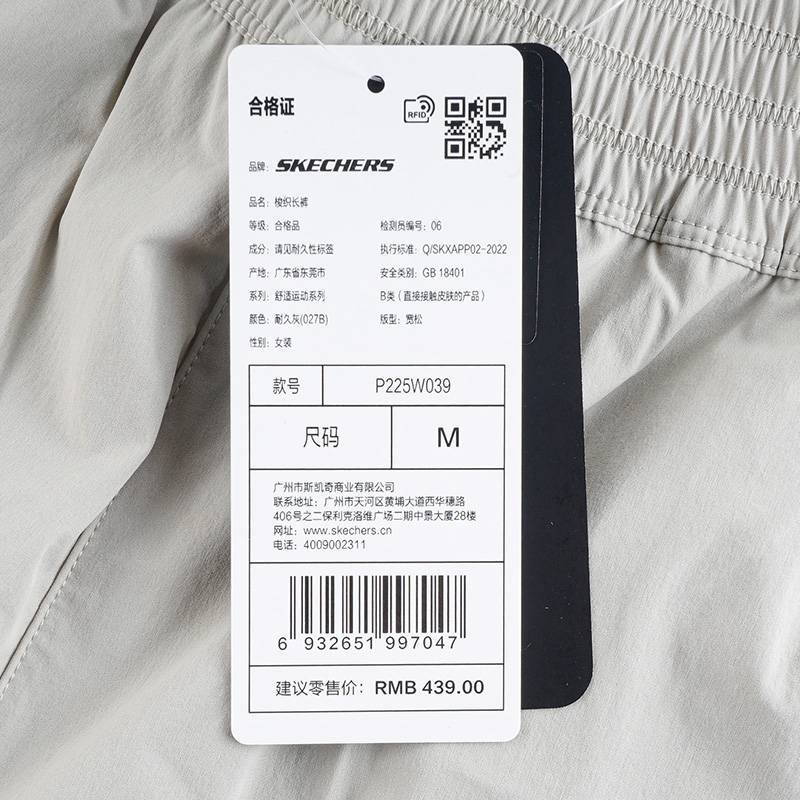 合格证
RFID
品牌: SKECHERS
品名: 梭织长裤
等级: 合格品 检测员编号: 06
成分: 请见耐久性标签 执行标准: Q/SKXAPP02-2022
产地: 广东省东莞市 安全类别: GB 18401
系列: 舒适运动系列 B类（直接接触皮肤的产品）
颜色: 耐久灰(027B) 版型: 宽松
性别: 女装
款号 P225W039
尺码 M
广州市斯凯奇商业有限公司
联系地址: 广州市天河区黄埔大道西华穗路
406号之二保利克洛维广场二期中景大厦28楼
网址: www.skechers.cn
电话: 4009002311
6 932651 997047
建议零售价: RMB 439.00